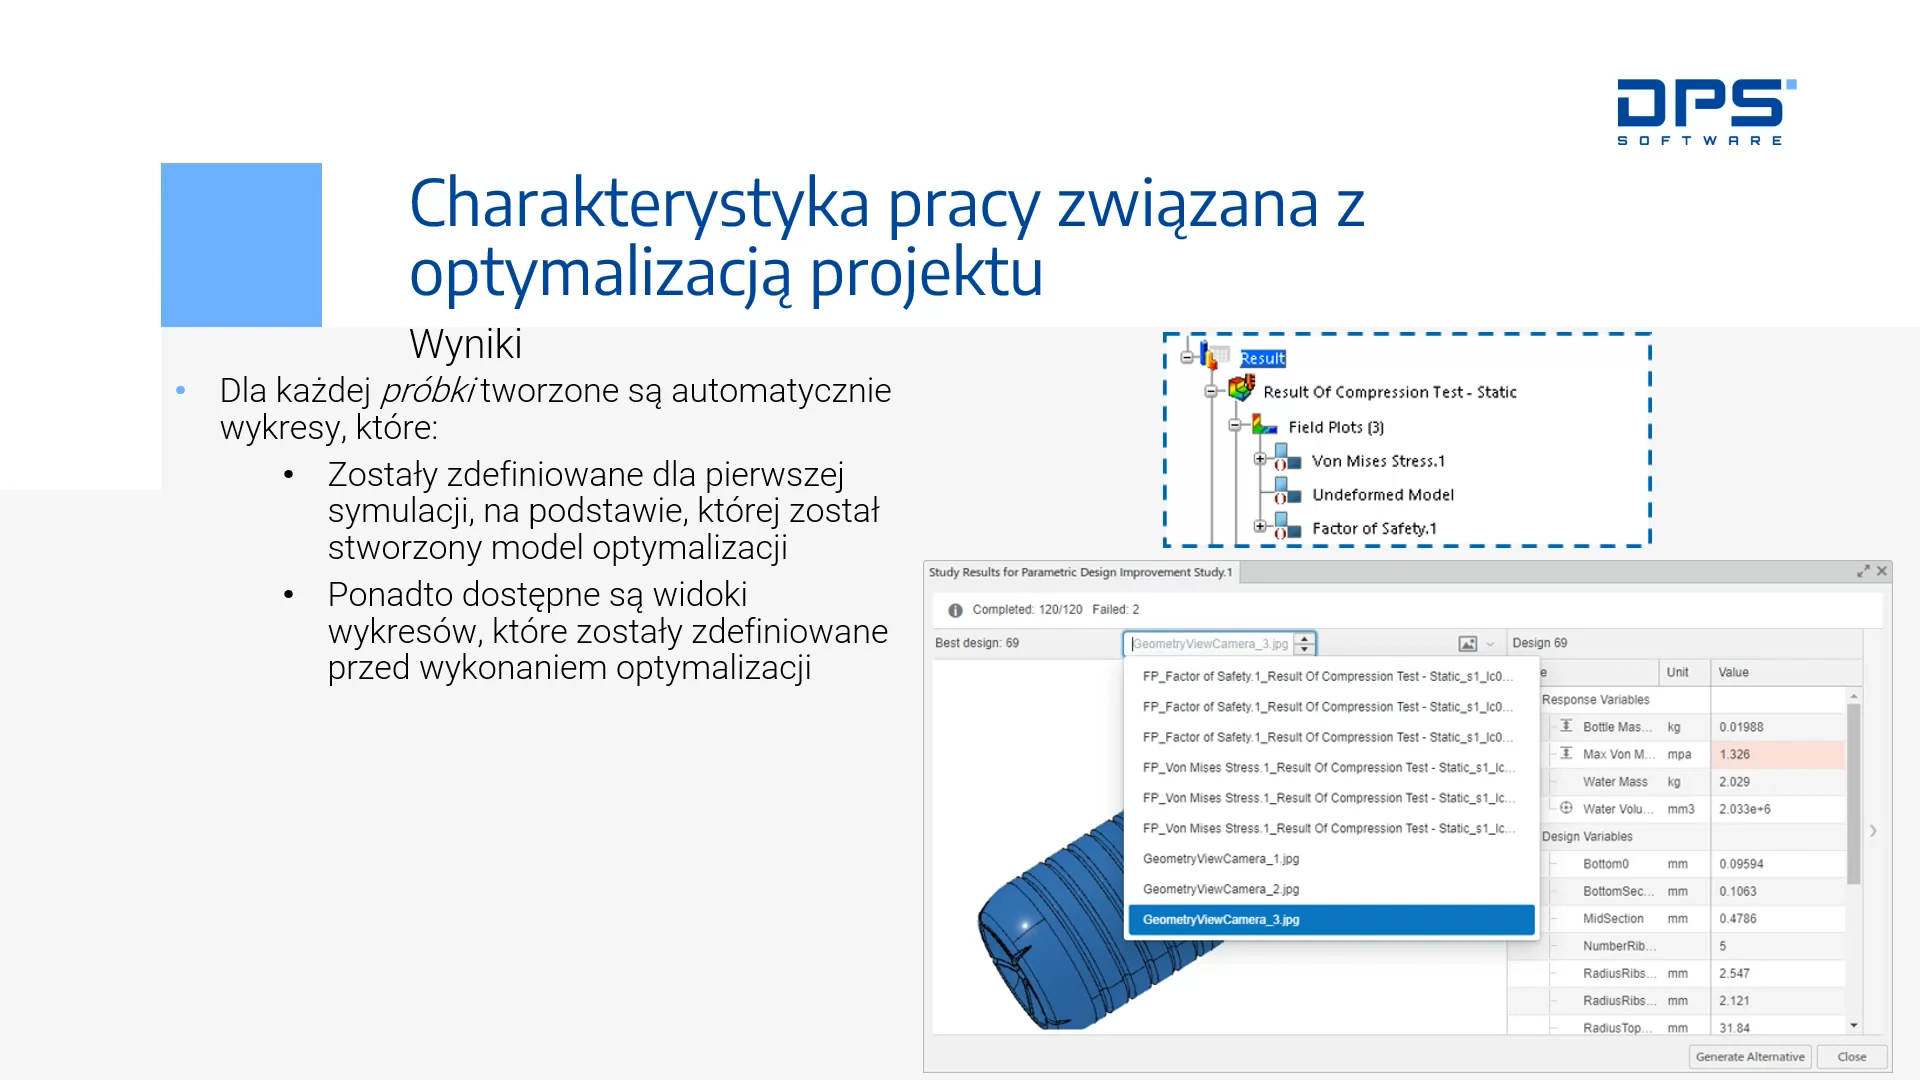 DPS
SOFTWARE
Charakterystyka pracy związana z
optymalizacją projektu
Wyniki
Dla każdej próbki tworzone są automatycznie
wykresy, które:
Zostały zdefiniowane dla pierwszej
symulacji, na podstawie, której został
stworzony model optymalizacji
Ponadto dostępne są widoki
wykresów, które zostały zdefiniowane
przed wykonaniem optymalizacji
Result
Result Of Compression Test - Static
Field Plots (3)
Von Mises Stress.1
Undeformed Model
Factor of Safety.1
Study Results for Parametric Design Improvement Study.1
Completed: 120/120 Failed: 2
Best design: 69
GeometryViewCamera_3.jpg
FP_Factor of Safety.1_Result Of Compression Test - Static_s1_lc0...
FP_Factor of Safety.1_Result Of Compression Test - Static_s1_lc0...
FP_Factor of Safety.1_Result Of Compression Test - Static_s1_lc0...
FP_Von Mises Stress.1_Result Of Compression Test - Static_s1_lc...
FP_Von Mises Stress.1_Result Of Compression Test - Static_s1_lc...
FP_Von Mises Stress.1_Result Of Compression Test - Static_s1_lc...
GeometryViewCamera_1.jpg
GeometryViewCamera_2.jpg
GeometryViewCamera_3.jpg
Design 69
e Unit Value
Response Variables
Bottle Mas... kg 0.01988
Max Von M... mpa 1.326
Water Mass kg 2.029
Water Volu... mm3 2.033e+6
Design Variables
Bottom0 mm 0.09594
BottomSec... mm 0.1063
MidSection mm 0.4786
NumberRib... 5
RadiusRibs... mm 2.547
RadiusRibs... mm 2.121
RadiusTop... mm 31.84
Generate Alternative Close